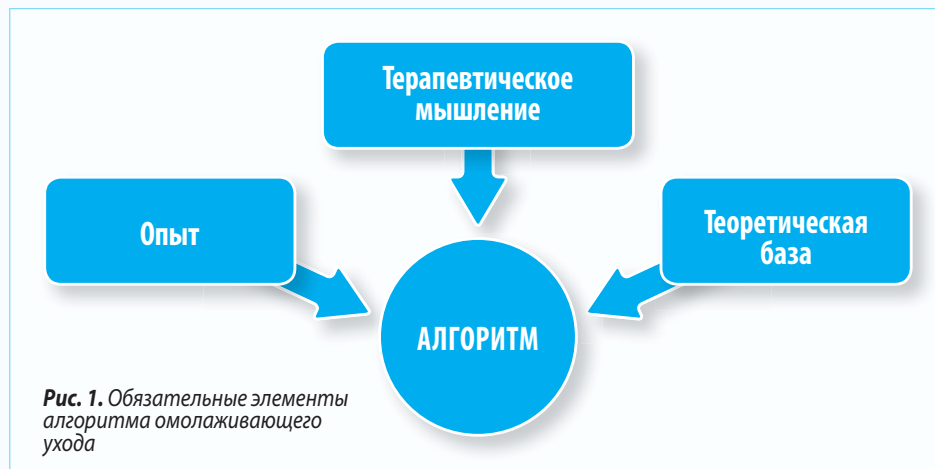 Терапевтическое
мышление
Опыт
Теоретическая
база
АЛГОРИТМ
Рис. 1. Обязательные элементы
алгоритма омолаживающего
ухода